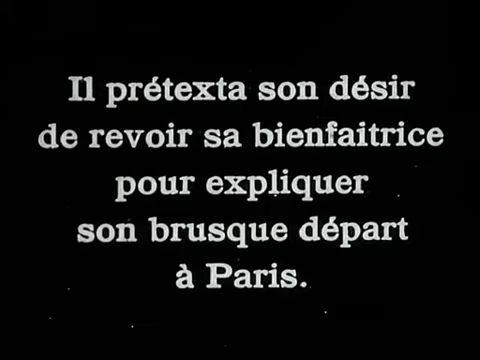 Il prétexta son désir
de revoir sa bienfaitrice
pour expliquer
son brusque départ
à Paris.